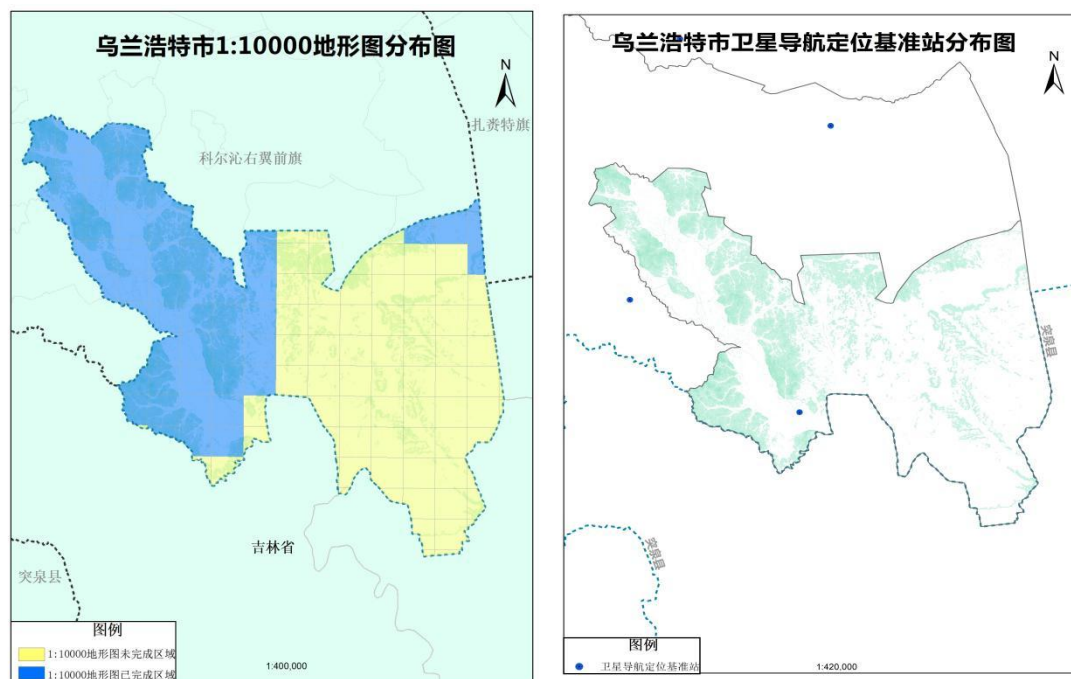 乌兰浩特市1:10000地形图分布图
N
扎赉特旗
科尔沁右翼前旗
吉林省
突泉县
图例
1:10000地形图未完成区域
1:10000地形图已完成区域
1:400,000
乌兰浩特市卫星导航定位基准站分布图
N
突泉县
突泉县
图例
卫星导航定位基准站
1:420,000